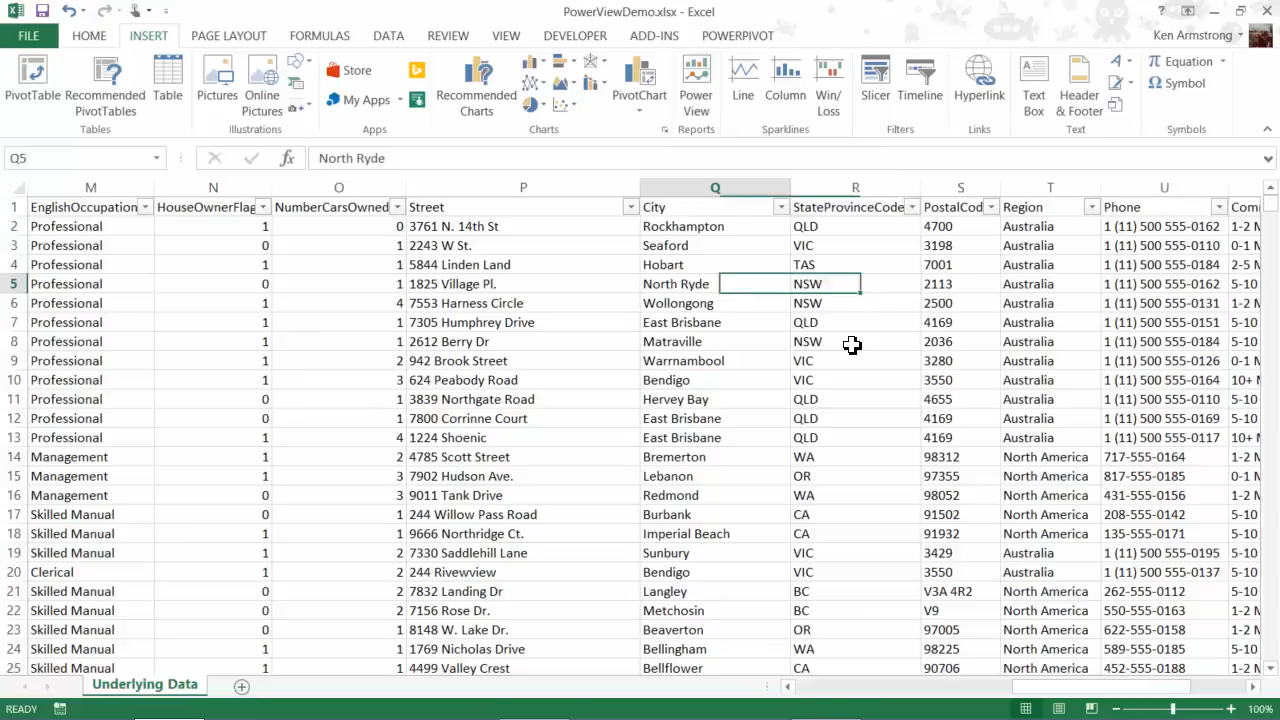 PowerViewDemo.xlsx - Excel
FILE HOME INSERT PAGE LAYOUT FORMULAS DATA REVIEW VIEW DEVELOPER ADD-INS POWERPIVOT Ken Armstrong
PivotTable Recommended PivotTables Table Pictures Online Pictures Store My Apps Recommended Charts PivotChart Power View Line Column Win/Loss Slicer Timeline Hyperlink Text Box Header & Footer Equation Symbol
Tables Illustrations Apps Charts Reports Sparklines Filters Links Text Symbols
Q5 fx North Ryde
M N O P Q R S T U
1 EnglishOccupation HouseOwnerFlag NumberCarsOwned Street City StateProvinceCode PostalCod Region Phone Com
2 Professional 1 0 3761 N. 14th St Rockhampton QLD 4700 Australia 1 (11) 500 555-0162 1-2 M
3 Professional 0 1 2243 W St. Seaford VIC 3198 Australia 1 (11) 500 555-0110 0-1 M
4 Professional 1 1 5844 Linden Land Hobart TAS 7001 Australia 1 (11) 500 555-0184 2-5 M
5 Professional 0 1 1825 Village Pl. North Ryde NSW 2113 Australia 1 (11) 500 555-0162 5-10
6 Professional 1 4 7553 Harness Circle Wollongong NSW 2500 Australia 1 (11) 500 555-0131 1-2 M
7 Professional 1 1 7305 Humphrey Drive East Brisbane QLD 4169 Australia 1 (11) 500 555-0151 5-10
8 Professional 1 1 2612 Berry Dr Matraville NSW 2036 Australia 1 (11) 500 555-0184 5-10
9 Professional 1 2 942 Brook Street Warrnambool VIC 3280 Australia 1 (11) 500 555-0126 0-1 M
10 Professional 1 3 624 Peabody Road Bendigo VIC 3550 Australia 1 (11) 500 555-0164 10+ M
11 Professional 0 1 3839 Northgate Road Hervey Bay QLD 4655 Australia 1 (11) 500 555-0110 5-10
12 Professional 0 1 7800 Corrinne Court East Brisbane QLD 4169 Australia 1 (11) 500 555-0169 5-10
13 Professional 1 4 1224 Shoenic East Brisbane QLD 4169 Australia 1 (11) 500 555-0117 10+ M
14 Management 1 2 4785 Scott Street Bremerton WA 98312 North America 717-555-0164 1-2 M
15 Management 1 3 7902 Hudson Ave. Lebanon OR 97355 North America 817-555-0185 0-1 M
16 Management 0 3 9011 Tank Drive Redmond WA 98052 North America 431-555-0156 1-2 M
17 Skilled Manual 0 1 244 Willow Pass Road Burbank CA 91502 North America 208-555-0142 5-10
18 Skilled Manual 1 1 9666 Northridge Ct. Imperial Beach CA 91932 North America 135-555-0171 5-10
19 Skilled Manual 1 2 7330 Saddlehill Lane Sunbury VIC 3429 Australia 1 (11) 500 555-0195 5-10
20 Clerical 1 2 244 Rivewview Bendigo VIC 3550 Australia 1 (11) 500 555-0137 5-10
21 Skilled Manual 0 2 7832 Landing Dr Langley BC V3A 4R2 North America 262-555-0112 5-10
22 Skilled Manual 0 2 7156 Rose Dr. Metchosin BC V9 North America 550-555-0163 1-2 M
23 Skilled Manual 0 1 8148 W. Lake Dr. Beaverton OR 97005 North America 622-555-0158 5-10
24 Skilled Manual 1 1 1769 Nicholas Drive Bellingham WA 98225 North America 589-555-0185 5-10
25 Skilled Manual 1 1 4499 Valley Crest Bellflower CA 90706 North America 452-555-0188 5-10
Underlying Data
READY 100%